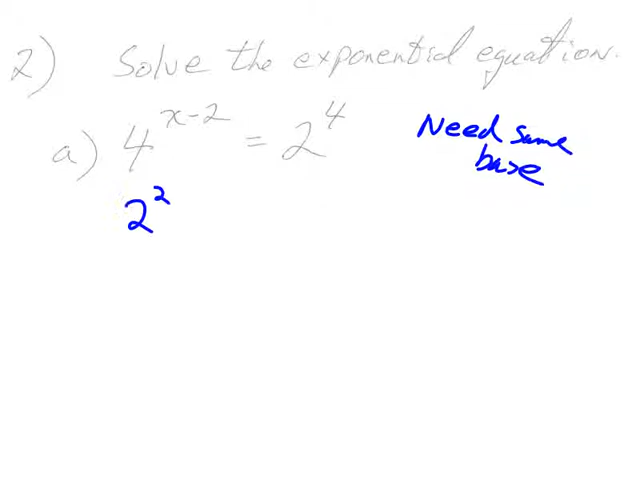 2) Solve the exponential equation.
a) 4^{x-2} = 2^4
Need same
base
2^2